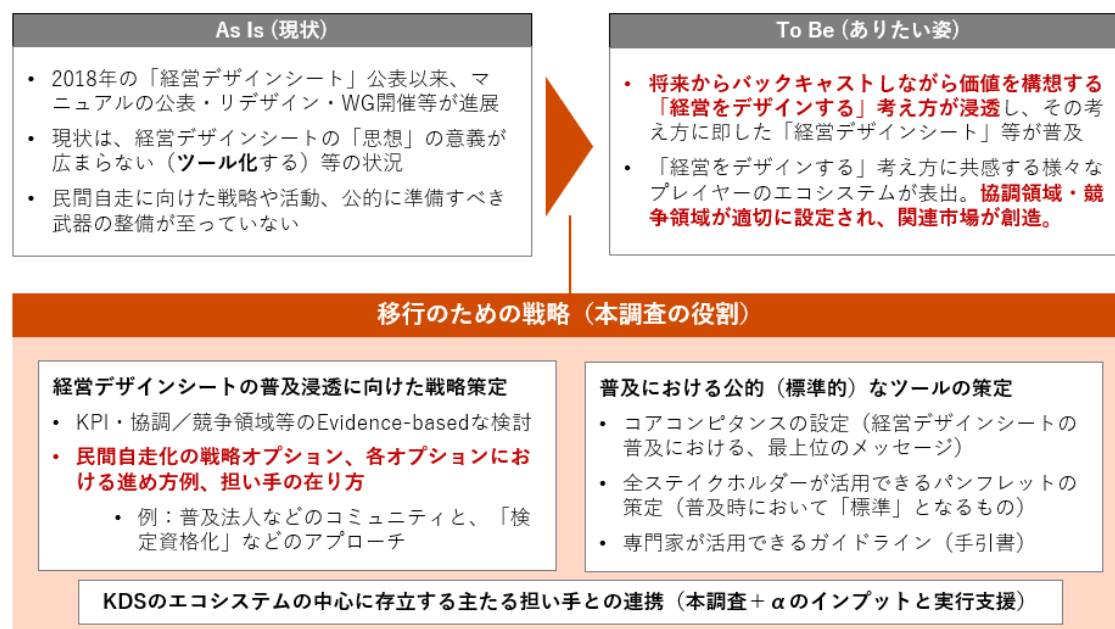 As Is (現状)
• 2018年の「経営デザインシート」公表以来、マ
ニュアルの公表・リデザイン・WG開催等が進展
• 現状は、経営デザインシートの「思想」の意義が
広まらない（ツール化する）等の状況
• 民間自走に向けた戦略や活動、公的に準備すべき
武器の整備が至っていない
To Be (ありたい姿)
• 将来からバックキャストしながら価値を構想する
「経営をデザインする」考え方が浸透し、その考
え方に即した「経営デザインシート」等が普及
• 「経営をデザインする」考え方に共感する様々な
プレイヤーのエコシステムが表出。協調領域・競
争領域が適切に設定され、関連市場が創造。
移行のための戦略（本調査の役割）
経営デザインシートの普及浸透に向けた戦略策定
• KPI・協調／競争領域等のEvidence-basedな検討
• 民間自走化の戦略オプション、各オプションにお
ける進め方例、担い手の在り方
• 例：普及法人などのコミュニティと、「検
定資格化」などのアプローチ
普及における公的（標準的）なツールの策定
• コアコンピタンスの設定（経営デザインシートの
普及における、最上位のメッセージ）
• 全ステイクホルダーが活用できるパンフレットの
策定（普及時において「標準」となるもの）
• 専門家が活用できるガイドライン（手引書）
KDSのエコシステムの中心に存立する主たる担い手との連携（本調査＋αのインプットと実行支援）